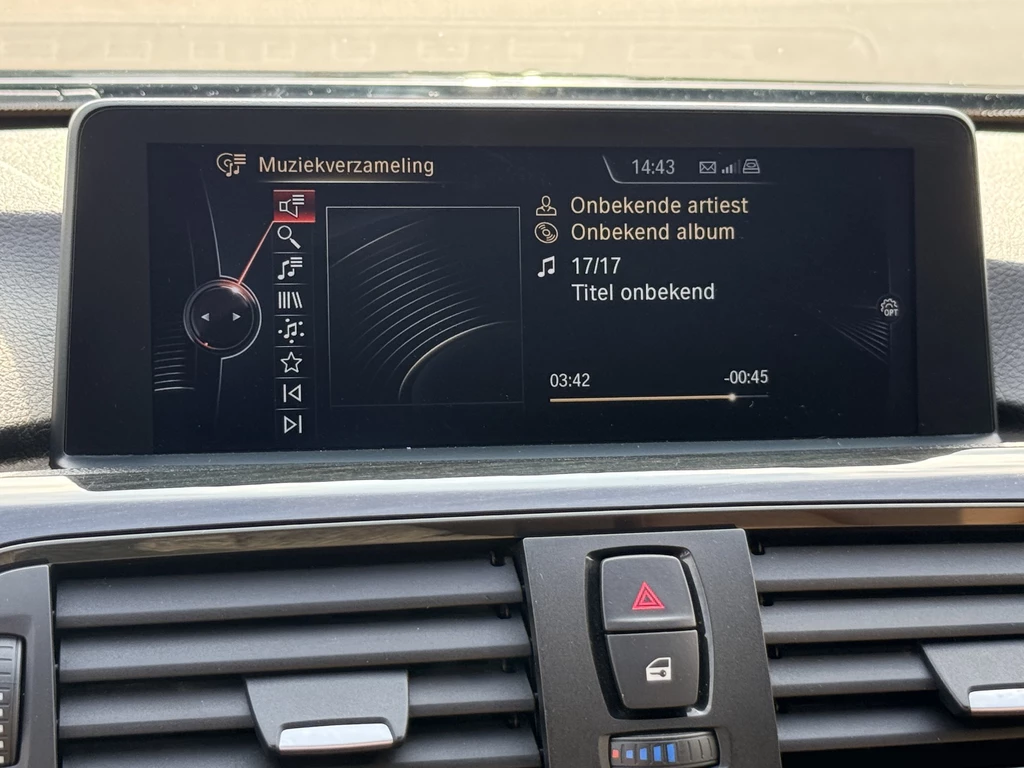 Muziekverzameling
14:43
Onbekende artiest
Onbekend album
17/17
Titel onbekend
OPT
03:42
-00:45